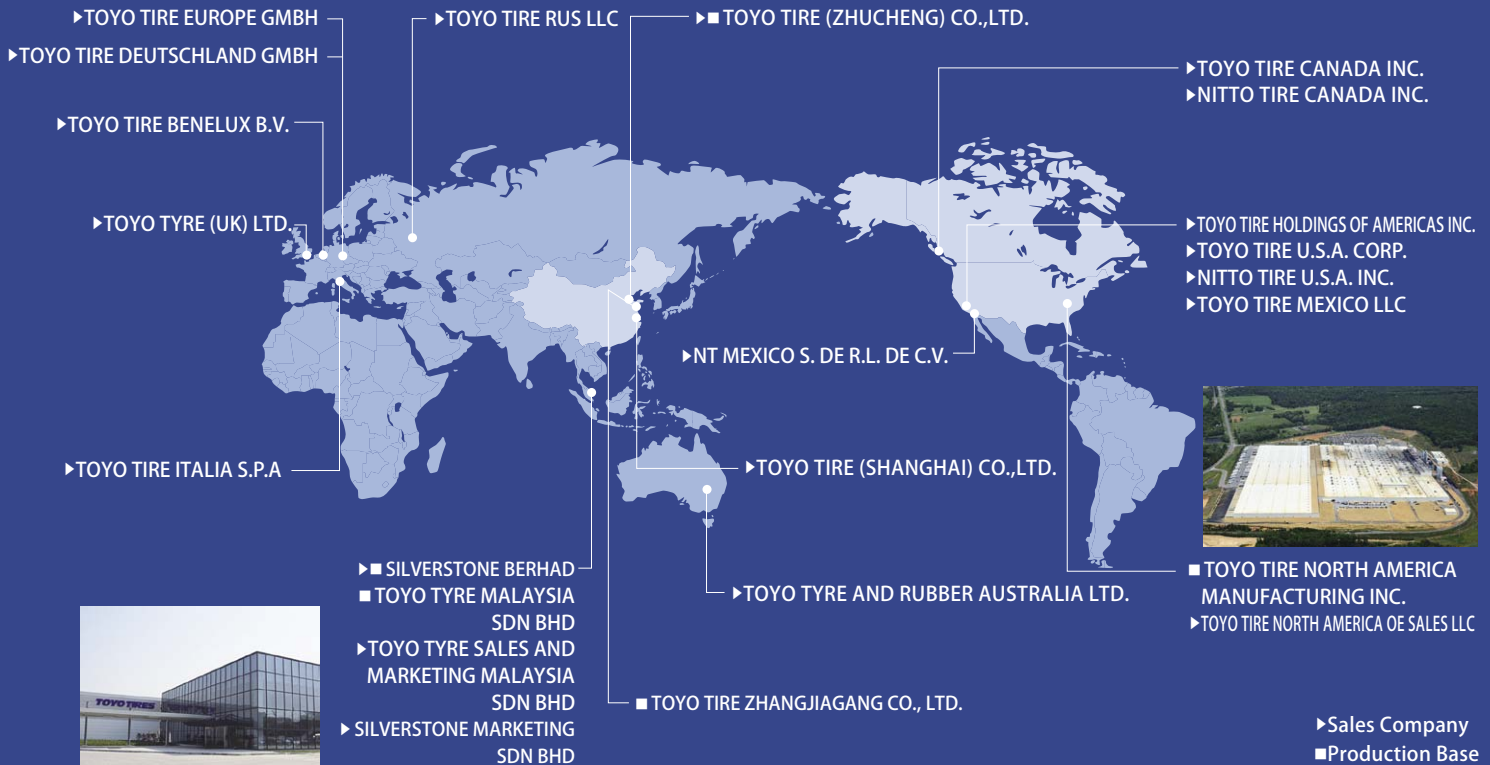 ▶TOYO TIRE EUROPE GMBH
▶TOYO TIRE DEUTSCHLAND GMBH
▶TOYO TIRE BENELUX B.V.
▶TOYO TYRE (UK) LTD.
▶TOYO TIRE ITALIA S.P.A
▶TOYO TIRE RUS LLC
▶■ TOYO TIRE (ZHUCHENG) CO.,LTD.
▶TOYO TIRE CANADA INC.
▶NITTO TIRE CANADA INC.
▶TOYO TIRE HOLDINGS OF AMERICAS INC.
▶TOYO TIRE U.S.A. CORP.
▶NITTO TIRE U.S.A. INC.
▶TOYO TIRE MEXICO LLC
▶NT MEXICO S. DE R.L. DE C.V.
▶TOYO TIRE (SHANGHAI) CO.,LTD.
▶TOYO TYRE AND RUBBER AUSTRALIA LTD.
■ TOYO TIRE ZHANGJIAGANG CO., LTD.
▶■ SILVERSTONE BERHAD
■ TOYO TYRE MALAYSIA
SDN BHD
▶TOYO TYRE SALES AND
MARKETING MALAYSIA
SDN BHD
▶ SILVERSTONE MARKETING
SDN BHD
TOYO TIRES
■ TOYO TIRE NORTH AMERICA
MANUFACTURING INC.
▶TOYO TIRE NORTH AMERICA OE SALES LLC
▶Sales Company
■Production Base